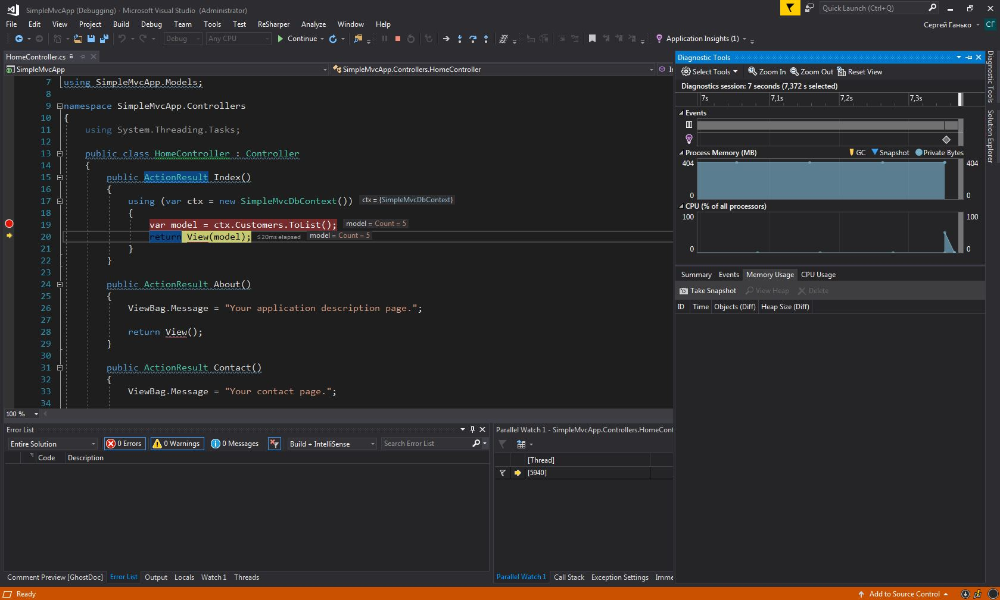 SimpleMvcApp (Debugging) - Microsoft Visual Studio (Administrator)
Quick Launch (Ctrl+Q)
File Edit View Project Build Debug Team Tools Test ReSharper Analyze Window Help
Сергей Ганько СГ
Debug Any CPU Continue Application Insights (1)
HomeController.cs
SimpleMvcApp SimpleMvcApp.Controllers.HomeController
7 using SimpleMvcApp.Models;
8
9 namespace SimpleMvcApp.Controllers
10 {
11 using System.Threading.Tasks;
12
13 public class HomeController : Controller
14 {
15 public ActionResult Index()
16 {
17 using (var ctx = new SimpleMvcDbContext()) ctx = {SimpleMvcDbContext}
18 {
19 var model = ctx.Customers.ToList(); model = Count = 5
20 return View(model); ≤20ms elapsed model = Count = 5
21 }
22 }
23
24 public ActionResult About()
25 {
26 ViewBag.Message = "Your application description page.";
27
28 return View();
29 }
30
31 public ActionResult Contact()
32 {
33 ViewBag.Message = "Your contact page.";
34
100 %
Diagnostic Tools
Select Tools Zoom In Zoom Out Reset View
Diagnostics session: 7 seconds (7,372 s selected)
7s 7,1s 7,2s 7,3s
Events
Process Memory (MB) GC Snapshot Private Bytes
404 404
0 0
CPU (% of all processors)
100 100
0 0
Summary Events Memory Usage CPU Usage
Take Snapshot View Heap Delete
ID Time Objects (Diff) Heap Size (Diff)
Diagnostic Tools
Solution Explorer
Error List
Entire Solution 0 Errors 0 Warnings 0 Messages Build + IntelliSense Search Error List
Code Description
Parallel Watch 1 - SimpleMvcApp.Controllers.HomeCont
[Thread]
[5940]
Comment Preview [GhostDoc] Error List Output Locals Watch 1 Threads
Parallel Watch 1 Call Stack Exception Settings Imme
Ready
Add to Source Control